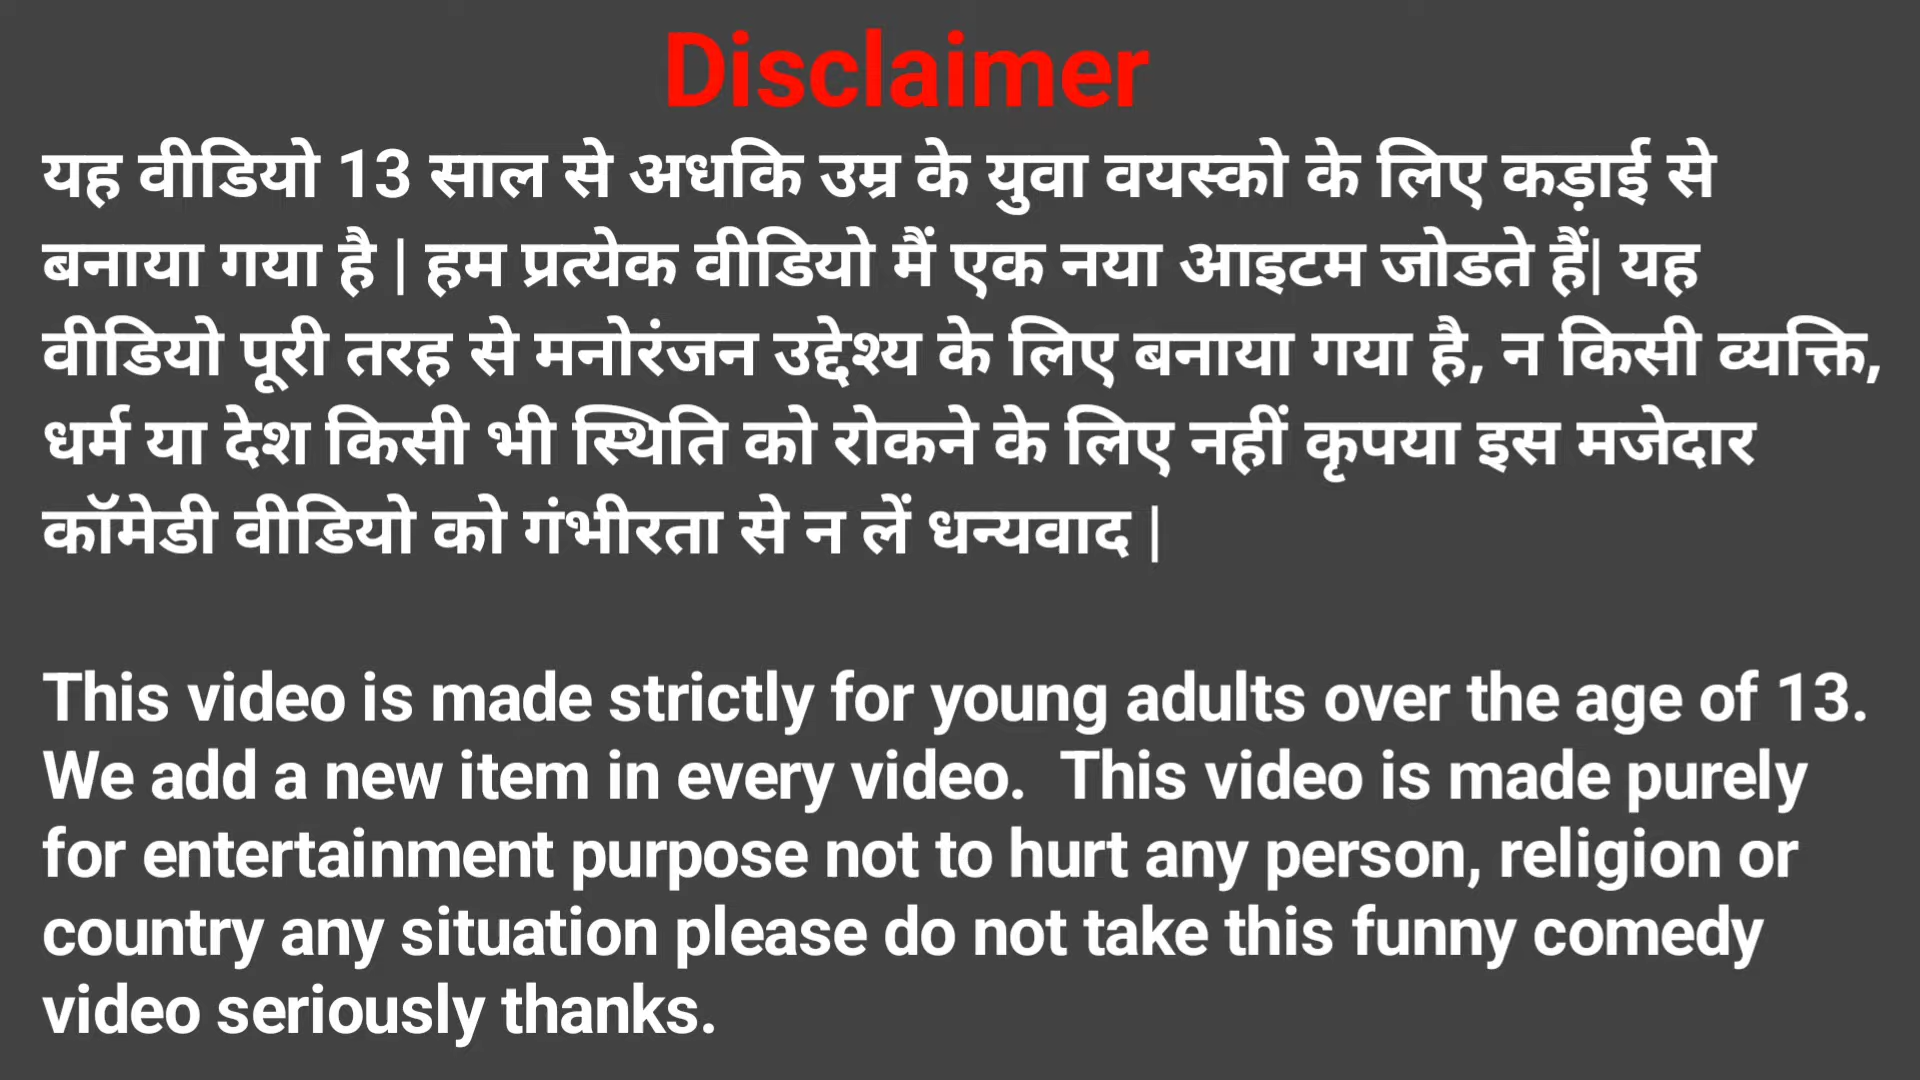 Disclaimer
यह वीडियो 13 साल से अधकि उम्र के युवा वयस्को के लिए कड़ाई से
बनाया गया है | हम प्रत्येक वीडियो मैं एक नया आइटम जोडते हैं| यह
वीडियो पूरी तरह से मनोरंजन उद्देश्य के लिए बनाया गया है, न किसी व्यक्ति,
धर्म या देश किसी भी स्थिति को रोकने के लिए नहीं कृपया इस मजेदार
कॉमेडी वीडियो को गंभीरता से न लें धन्यवाद |
This video is made strictly for young adults over the age of 13.
We add a new item in every video.  This video is made purely
for entertainment purpose not to hurt any person, religion or
country any situation please do not take this funny comedy
video seriously thanks.